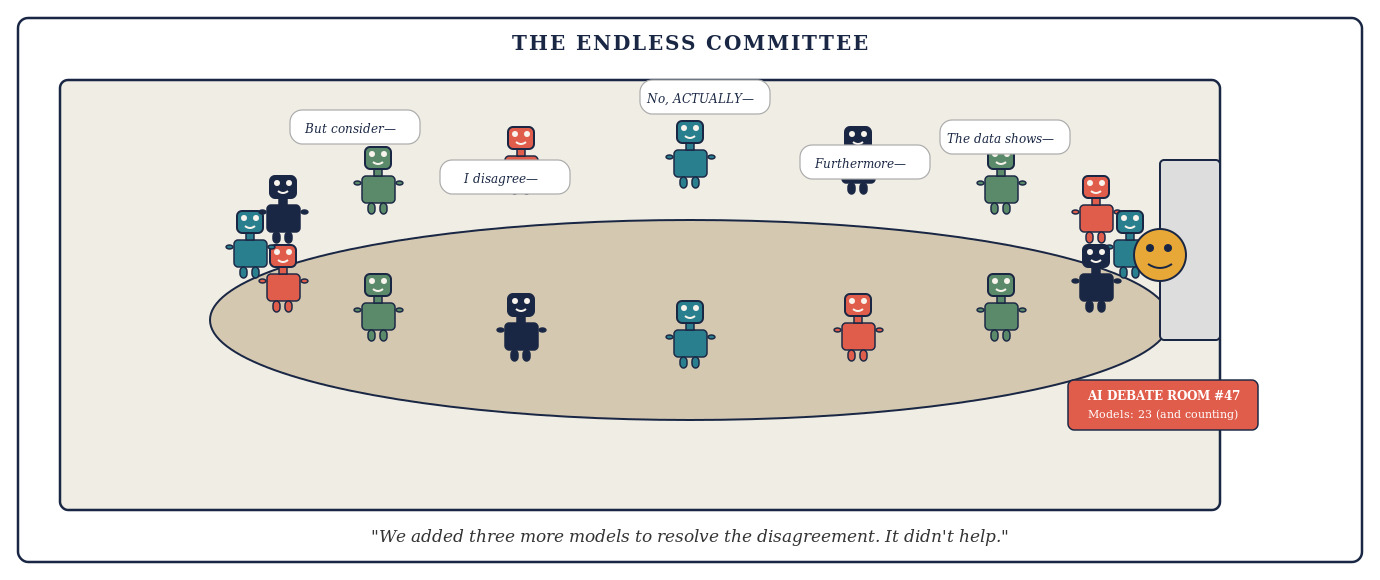 THE ENDLESS COMMITTEE
No, ACTUALLY—
But consider—
The data shows—
Furthermore—
I disagree—
AI DEBATE ROOM #47
Models: 23 (and counting)
"We added three more models to resolve the disagreement. It didn't help."